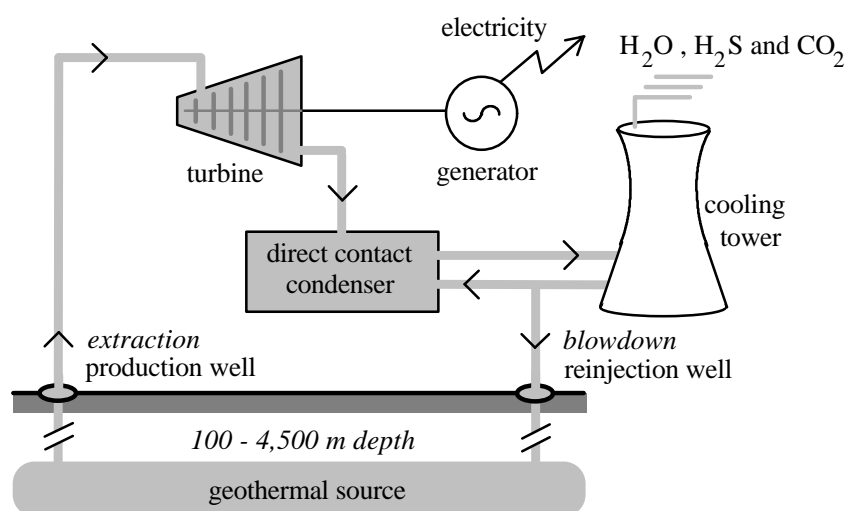 electricity
H2O , H2S and CO2
turbine
generator
cooling
tower
direct contact
condenser
extraction
production well
blowdown
reinjection well
100 - 4,500 m depth
geothermal source